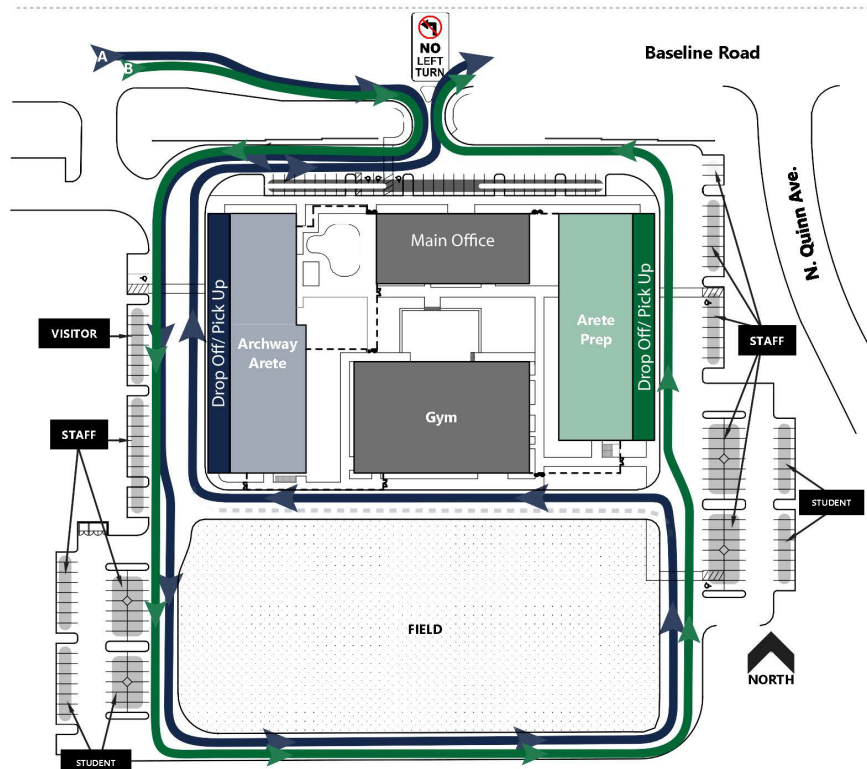 A
B
NO
LEFT
TURN
Baseline Road
N. Quinn Ave.
Main Office
Drop Off/ Pick Up
Archway
Arete
Arete
Prep
Drop Off/ Pick Up
Gym
VISITOR
STAFF
STAFF
STUDENT
FIELD
NORTH
STUDENT